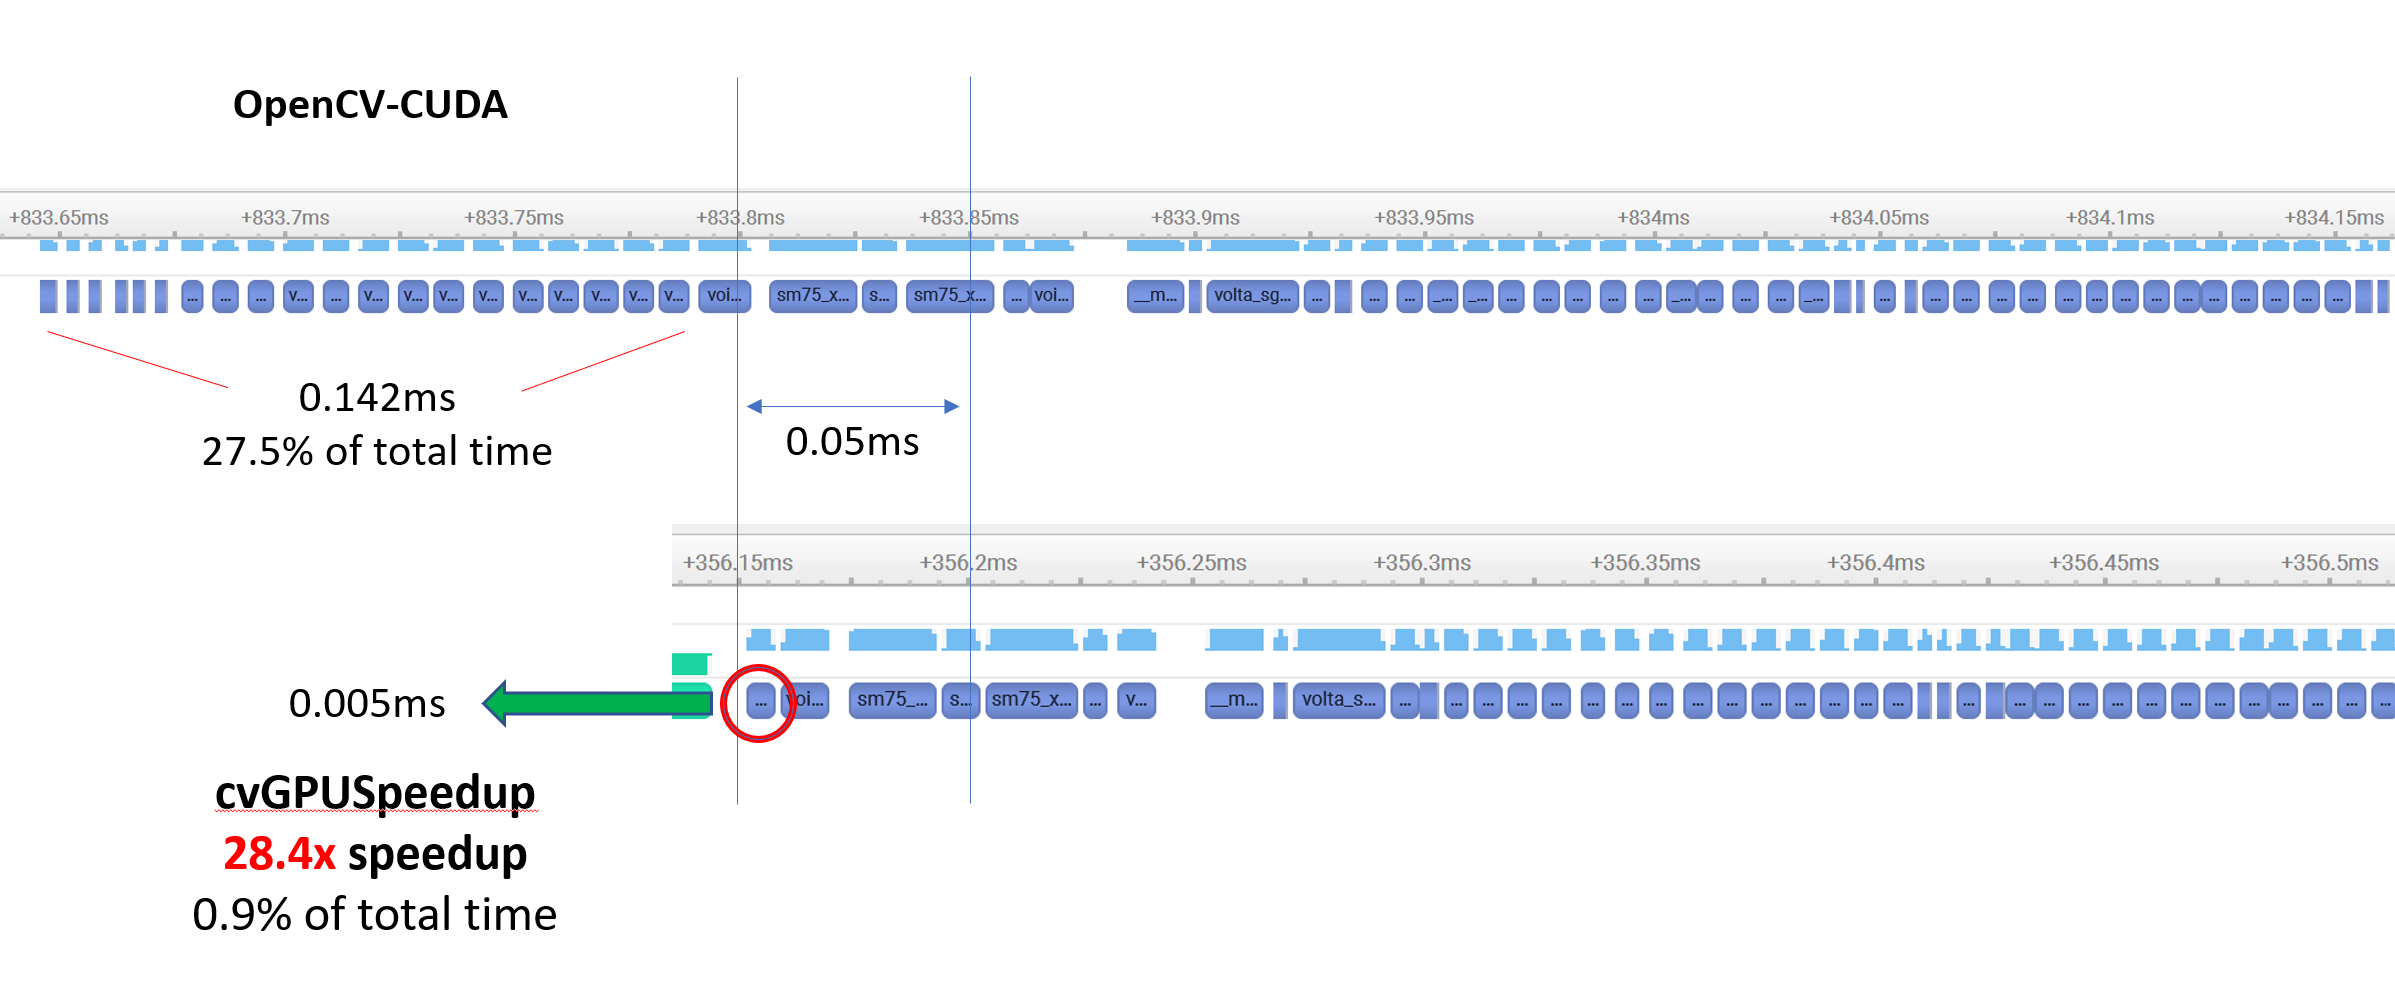 OpenCV-CUDA
+833.65ms +833.7ms +833.75ms +833.8ms +833.85ms +833.9ms +833.95ms +834ms +834.05ms +834.1ms +834.15ms
... ... ... v... ... v... v... v... v... v... v... v... v... v... voi... sm75_x... s... sm75_x... ... voi... __m... volta_sg... ... ... ... _... _... ... ... ... ... ... _... ... ... ... _... ... ... ... ... ... ... ... ... ... ... ... ... ... ...
0.142ms
27.5% of total time
0.05ms
+356.15ms +356.2ms +356.25ms +356.3ms +356.35ms +356.4ms +356.45ms +356.5ms
... voi... sm75_... s... sm75_x... ... v... __m... volta_s... ... ... ... ... ... ... ... ... ... ... ... ... ... ... ... ... ... ... ... ... ... ... ... ... ...
0.005ms
cvGPUSpeedup
28.4x speedup
0.9% of total time